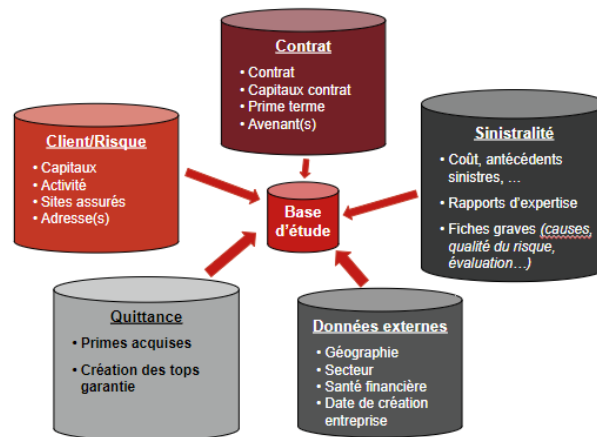 Contrat
• Contrat
• Capitaux contrat
• Prime terme
• Avenant(s)
Client/Risque
• Capitaux
• Activité
• Sites assurés
• Adresse(s)
Sinistralité
• Coût, antécédents
sinistres, …
• Rapports d'expertise
• Fiches graves (causes,
qualité du risque,
évaluation…)
Base
d'étude
Quittance
• Primes acquises
• Création des tops
garantie
Données externes
• Géographie
• Secteur
• Santé financière
• Date de création
entreprise